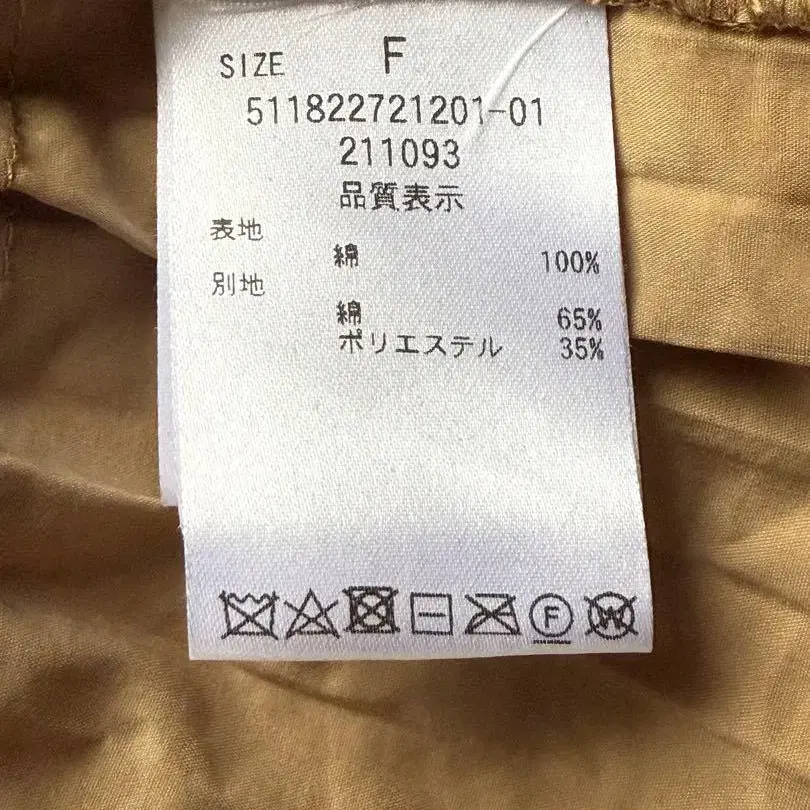 SIZE F
511822721201-01
211093
品質表示
表地
綿 100%
別地
綿 65%
ポリエステル 35%
F W